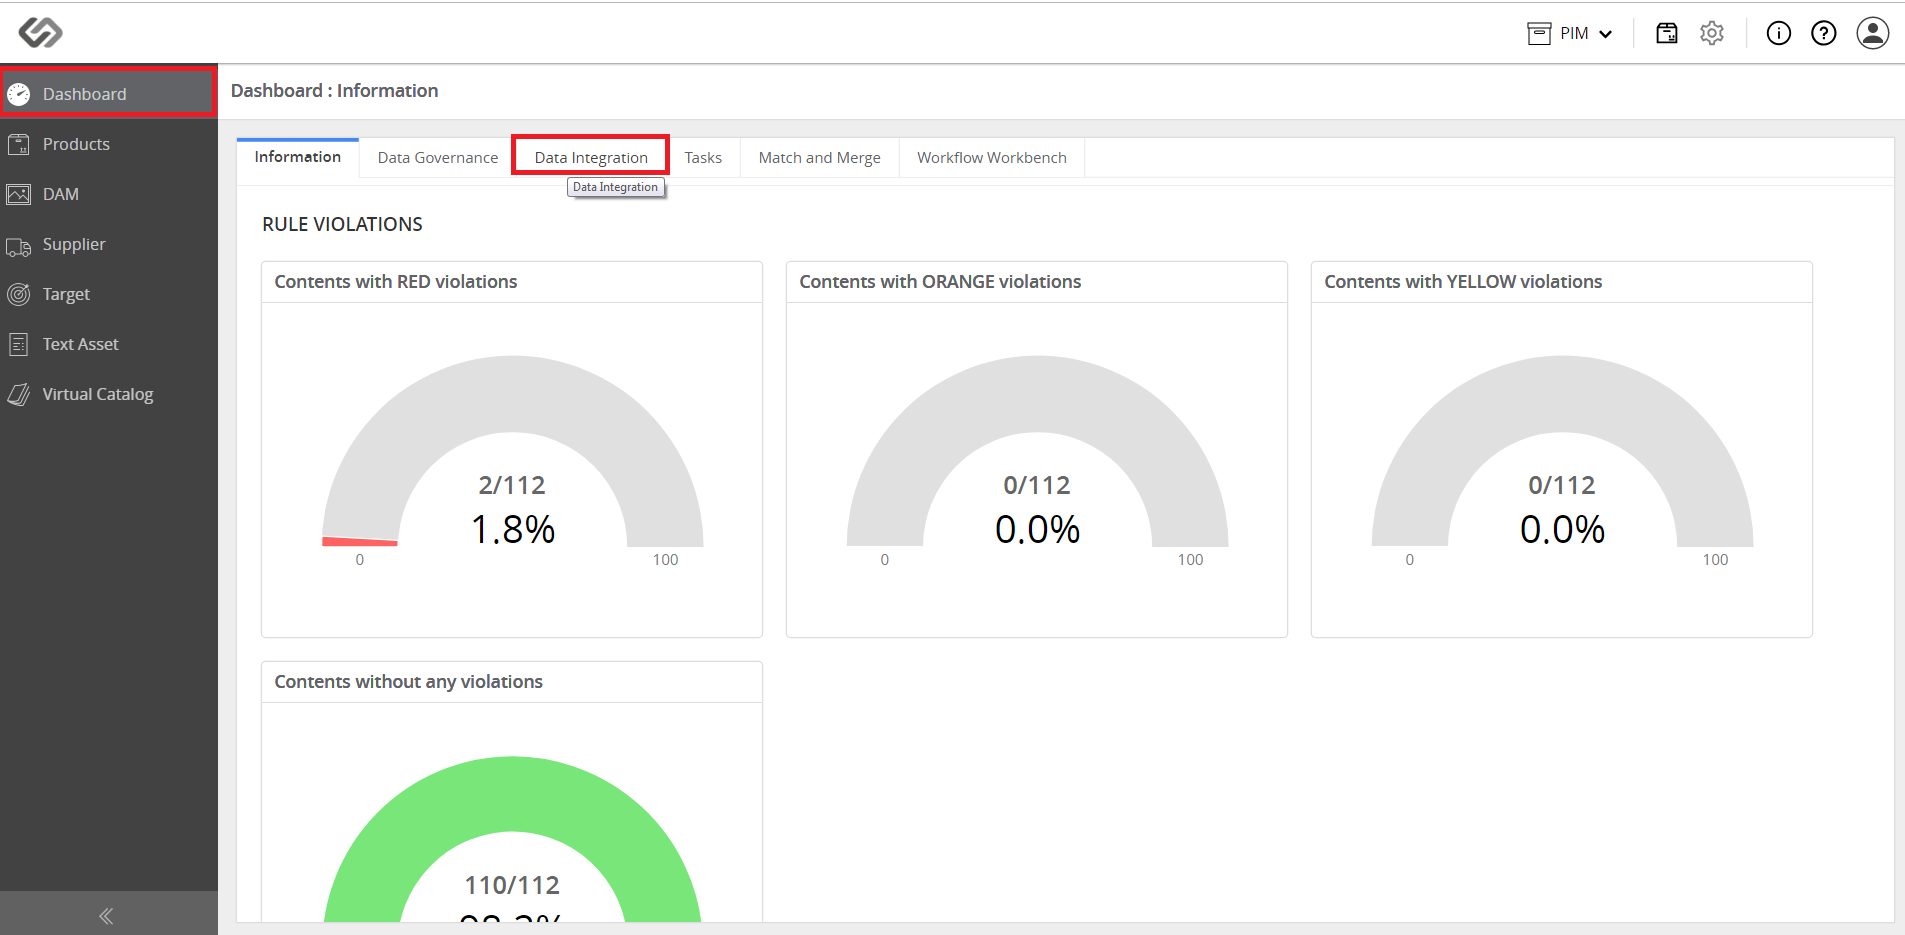 PIM
Dashboard
Products
DAM
Supplier
Target
Text Asset
Virtual Catalog
Dashboard : Information
Information Data Governance Data Integration Tasks Match and Merge Workflow Workbench
Data Integration
RULE VIOLATIONS
Contents with RED violations
2/112
1.8%
0 100
Contents with ORANGE violations
0/112
0.0%
0 100
Contents with YELLOW violations
0/112
0.0%
0 100
Contents without any violations
110/112
98.2%